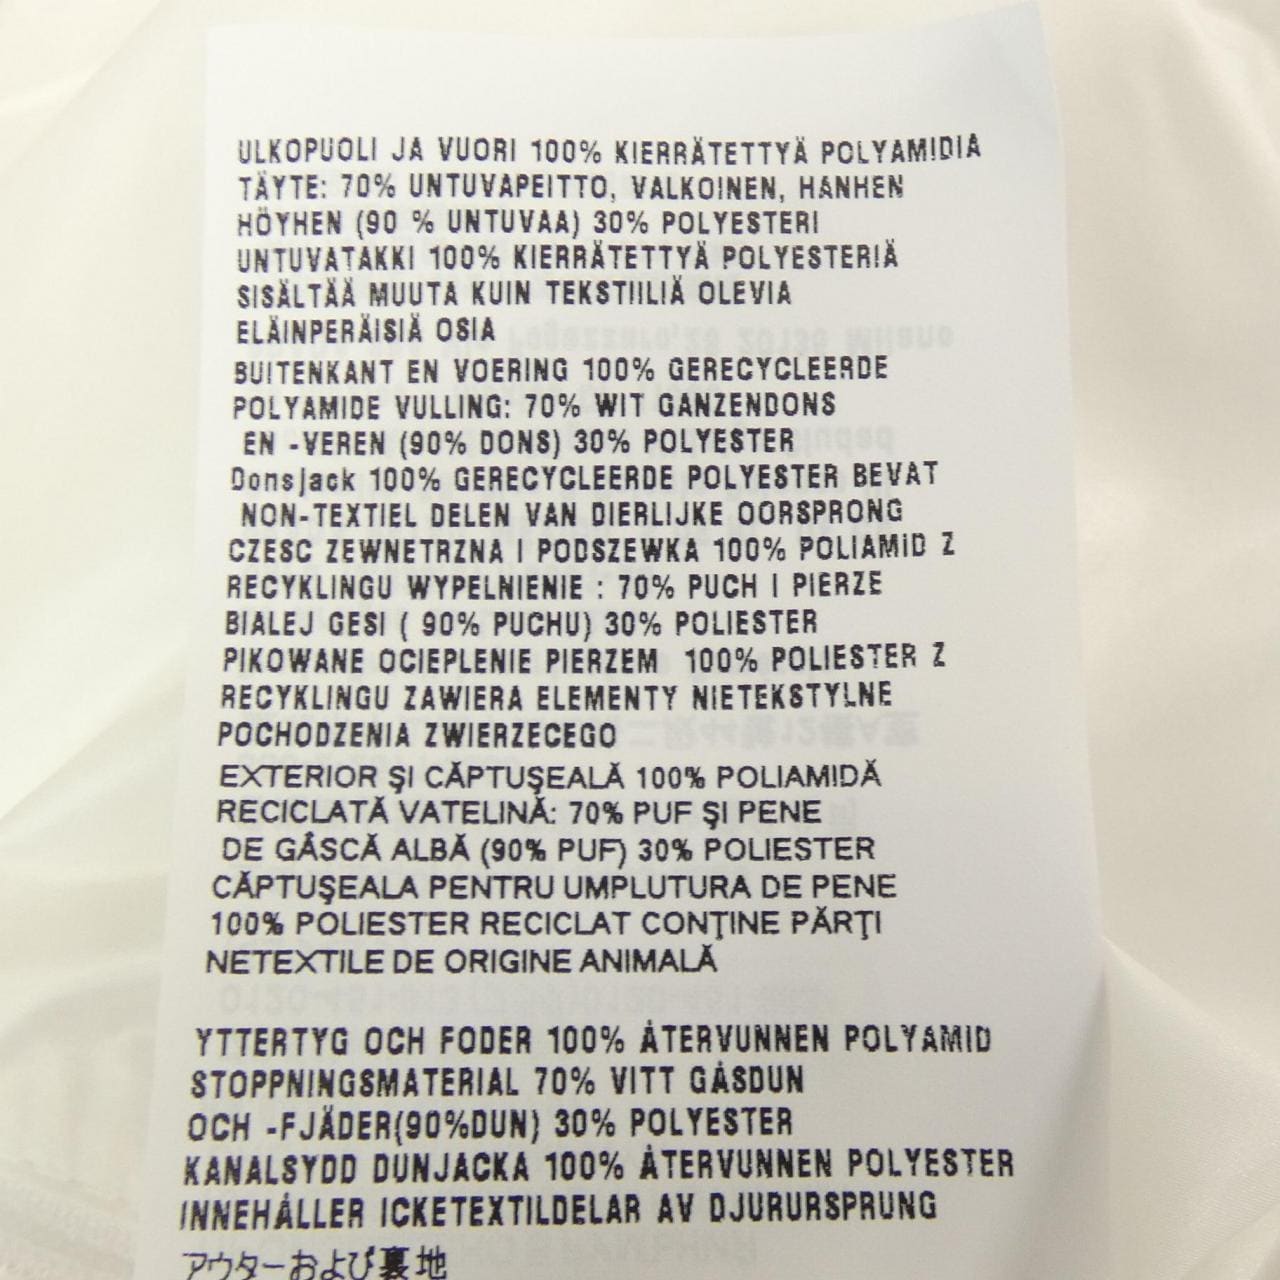 ULKOPUOLI JA VUORI 100% KIERRÄTETTYÄ POLYAMIDIA
TÄYTE: 70% UNTUVAPEITTO, VALKOINEN, HANHEN
HÖYHEN (90 % UNTUVAA) 30% POLYESTERI
UNTUVATAKKI 100% KIERRÄTETTYÄ POLYESTERIÄ
SISÄLTÄÄ MUUTA KUIN TEKSTIILIÄ OLEVIA
ELÄINPERÄISIÄ OSIA
BUITENKANT EN VOERING 100% GERECYCLEERDE
POLYAMIDE VULLING: 70% WIT GANZENDONS
EN -VEREN (90% DONS) 30% POLYESTER
Donsjack 100% GERECYCLEERDE POLYESTER BEVAT
NON-TEXTIEL DELEN VAN DIERLIJKE OORSPRONG
CZESC ZEWNETRZNA I PODSZEWKA 100% POLIAMID Z
RECYKLINGU WYPELNIENIE : 70% PUCH I PIERZE
BIALEJ GESI ( 90% PUCHU) 30% POLIESTER
PIKOWANE OCIEPLENIE PIERZEM 100% POLIESTER Z
RECYKLINGU ZAWIERA ELEMENTY NIETEKSTYLNE
POCHODZENIA ZWIERZECEGO
EXTERIOR ŞI CĂPTUŞEALĂ 100% POLIAMIDĂ
RECICLATĂ VATELINĂ: 70% PUF ŞI PENE
DE GÂSCĂ ALBĂ (90% PUF) 30% POLIESTER
CĂPTUŞEALA PENTRU UMPLUTURA DE PENE
100% POLIESTER RECICLAT CONŢINE PĂRŢI
NETEXTILE DE ORIGINE ANIMALĂ
YTTERTYG OCH FODER 100% ÅTERVUNNEN POLYAMID
STOPPNINGSMATERIAL 70% VITT GÅSDUN
OCH -FJÄDER(90%DUN) 30% POLYESTER
KANALSYDD DUNJACKA 100% ÅTERVUNNEN POLYESTER
INNEHÅLLER ICKETEXTILDELAR AV DJURURSPRUNG
アウターおよび裏地